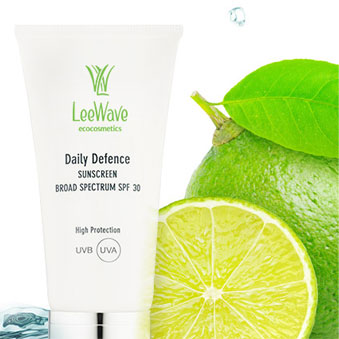 LeeWave
ecocosmetics
Daily Defence
SUNSCREEN
BROAD SPECTRUM SPF 30
High Protection
UVB UVA